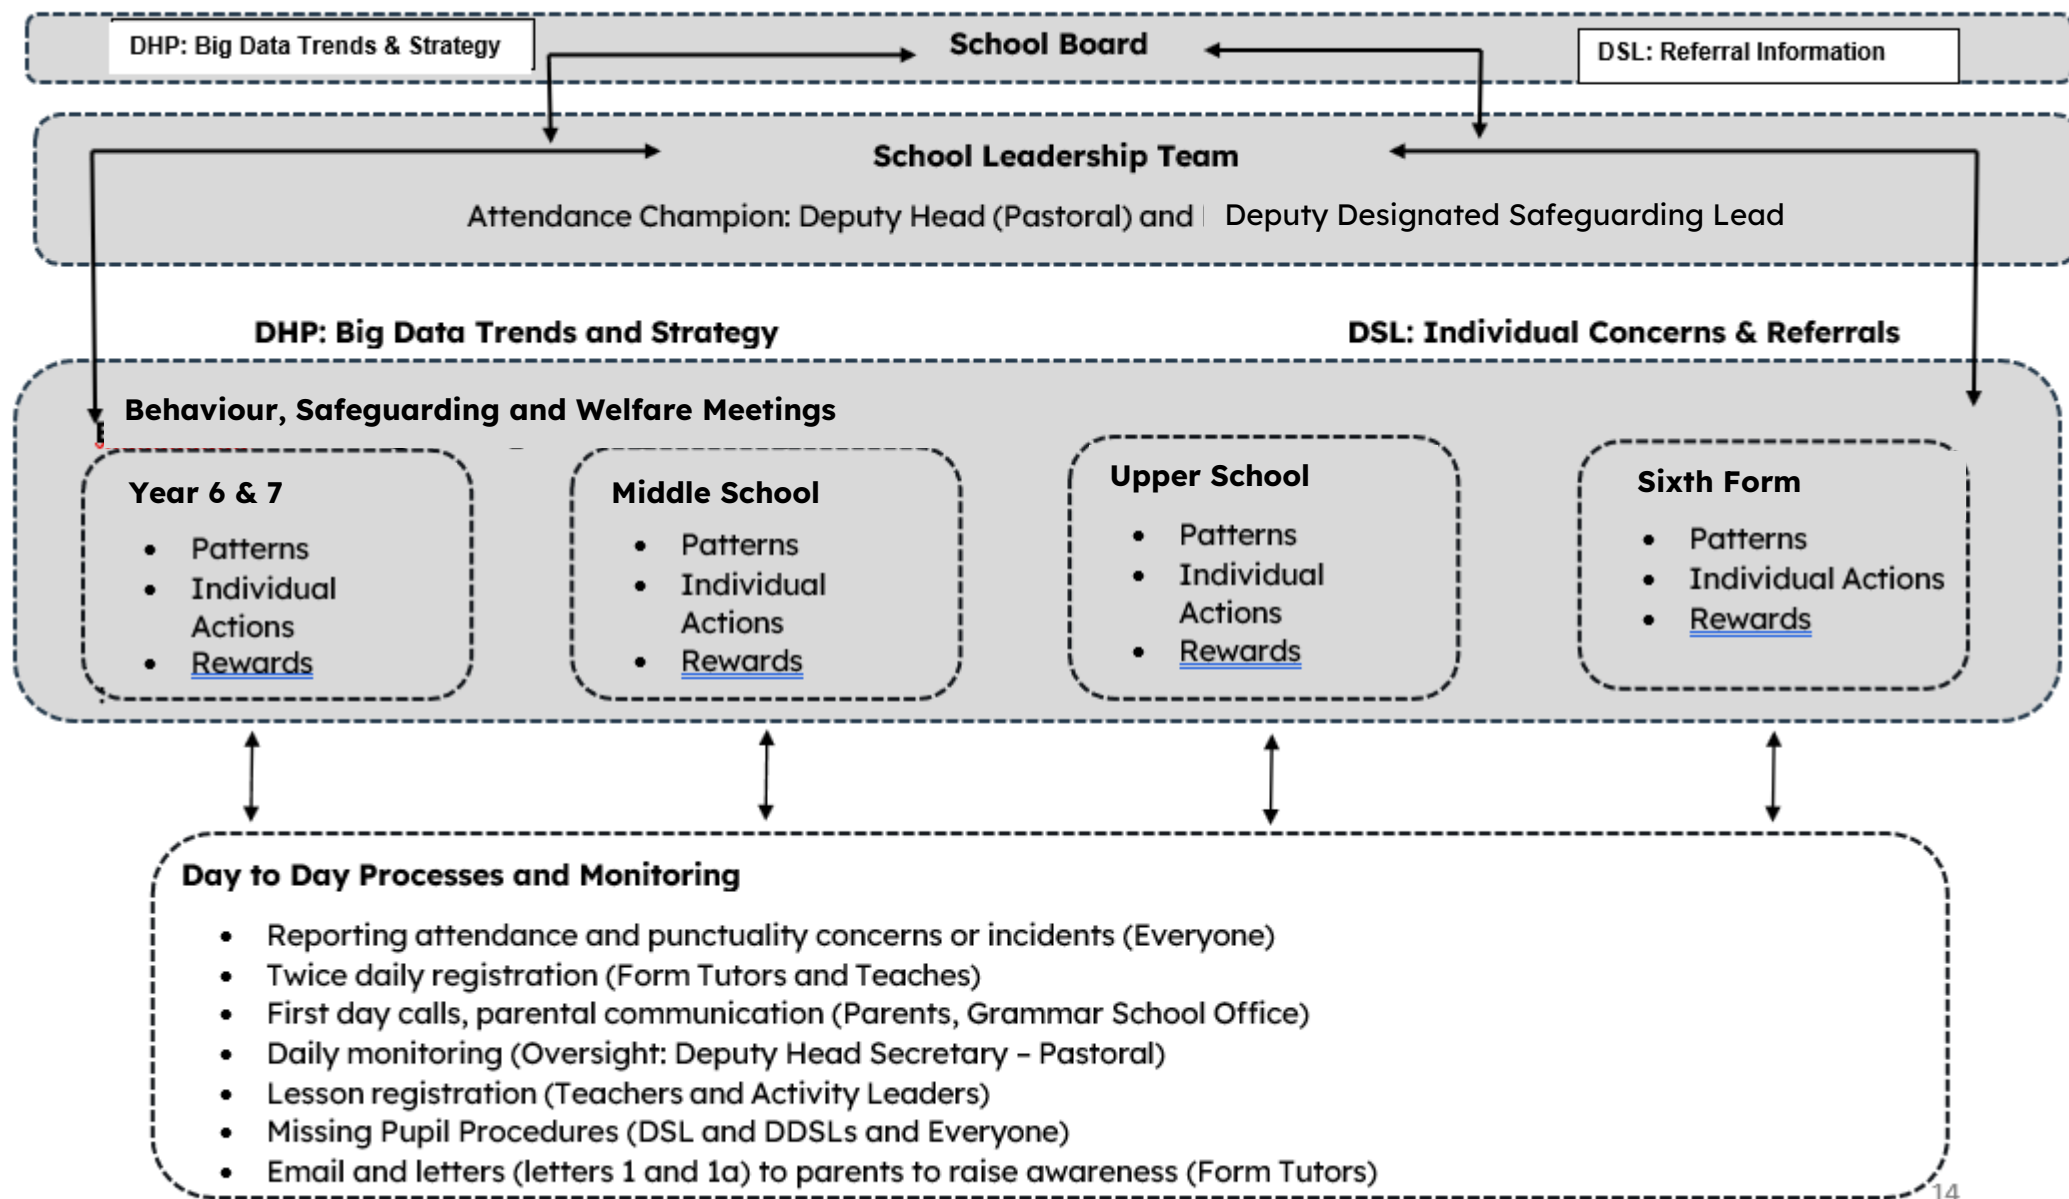 DHP: Big Data Trends & Strategy
School Board
DSL: Referral Information
School Leadership Team
Attendance Champion: Deputy Head (Pastoral) and Deputy Designated Safeguarding Lead
DHP: Big Data Trends and Strategy
DSL: Individual Concerns & Referrals
Behaviour, Safeguarding and Welfare Meetings
Year 6 & 7
• Patterns
• Individual
Actions
• Rewards
Middle School
• Patterns
• Individual
Actions
• Rewards
Upper School
• Patterns
• Individual
Actions
• Rewards
Sixth Form
• Patterns
• Individual Actions
• Rewards
Day to Day Processes and Monitoring
• Reporting attendance and punctuality concerns or incidents (Everyone)
• Twice daily registration (Form Tutors and Teaches)
• First day calls, parental communication (Parents, Grammar School Office)
• Daily monitoring (Oversight: Deputy Head Secretary – Pastoral)
• Lesson registration (Teachers and Activity Leaders)
• Missing Pupil Procedures (DSL and DDSLs and Everyone)
• Email and letters (letters 1 and 1a) to parents to raise awareness (Form Tutors)
14